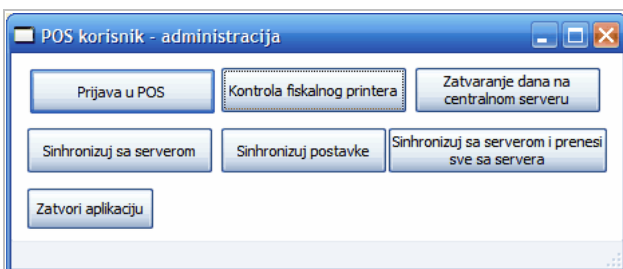 POS korisnik - administracija
Prijava u POS
Kontrola fiskalnog printera
Zatvaranje dana na
centralnom serveru
Sinhronizuj sa serverom
Sinhronizuj postavke
Sinhronizuj sa serverom i prenesi
sve sa servera
Zatvori aplikaciju